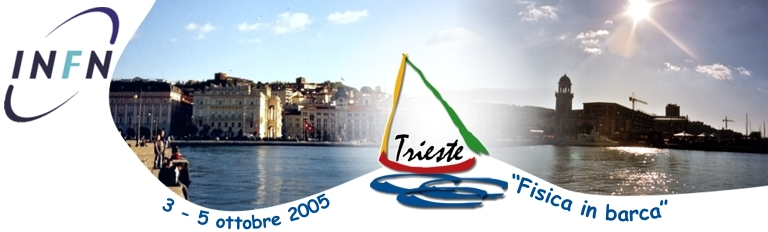 INFN
Trieste
3 - 5 ottobre 2005
"Fisica in barca"